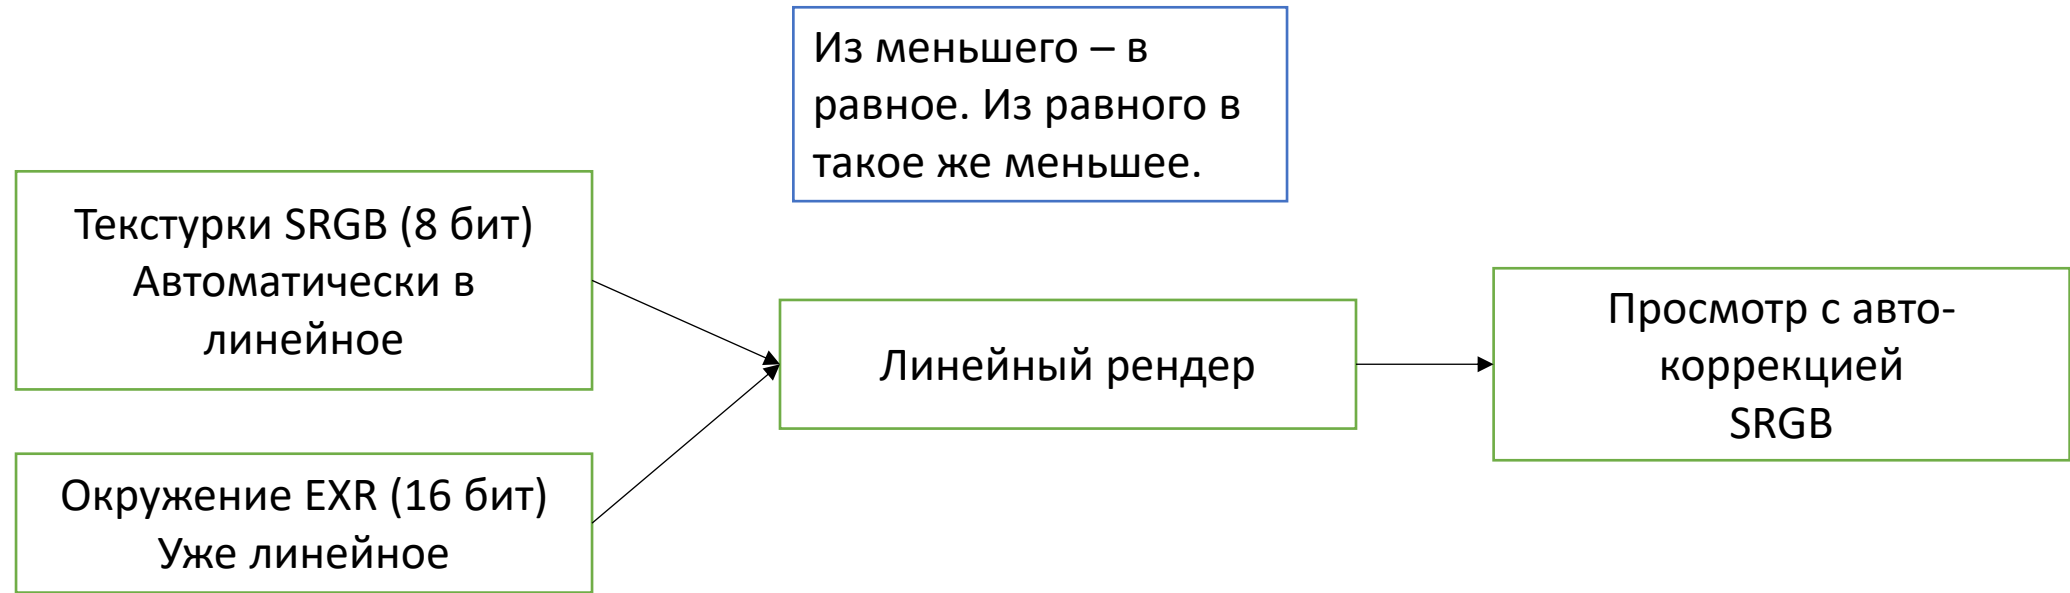 Из меньшего – в
равное. Из равного в
такое же меньшее.
Текстурки SRGB (8 бит)
Автоматически в
линейное
Окружение EXR (16 бит)
Уже линейное
Линейный рендер
Просмотр с авто-
коррекцией
SRGB